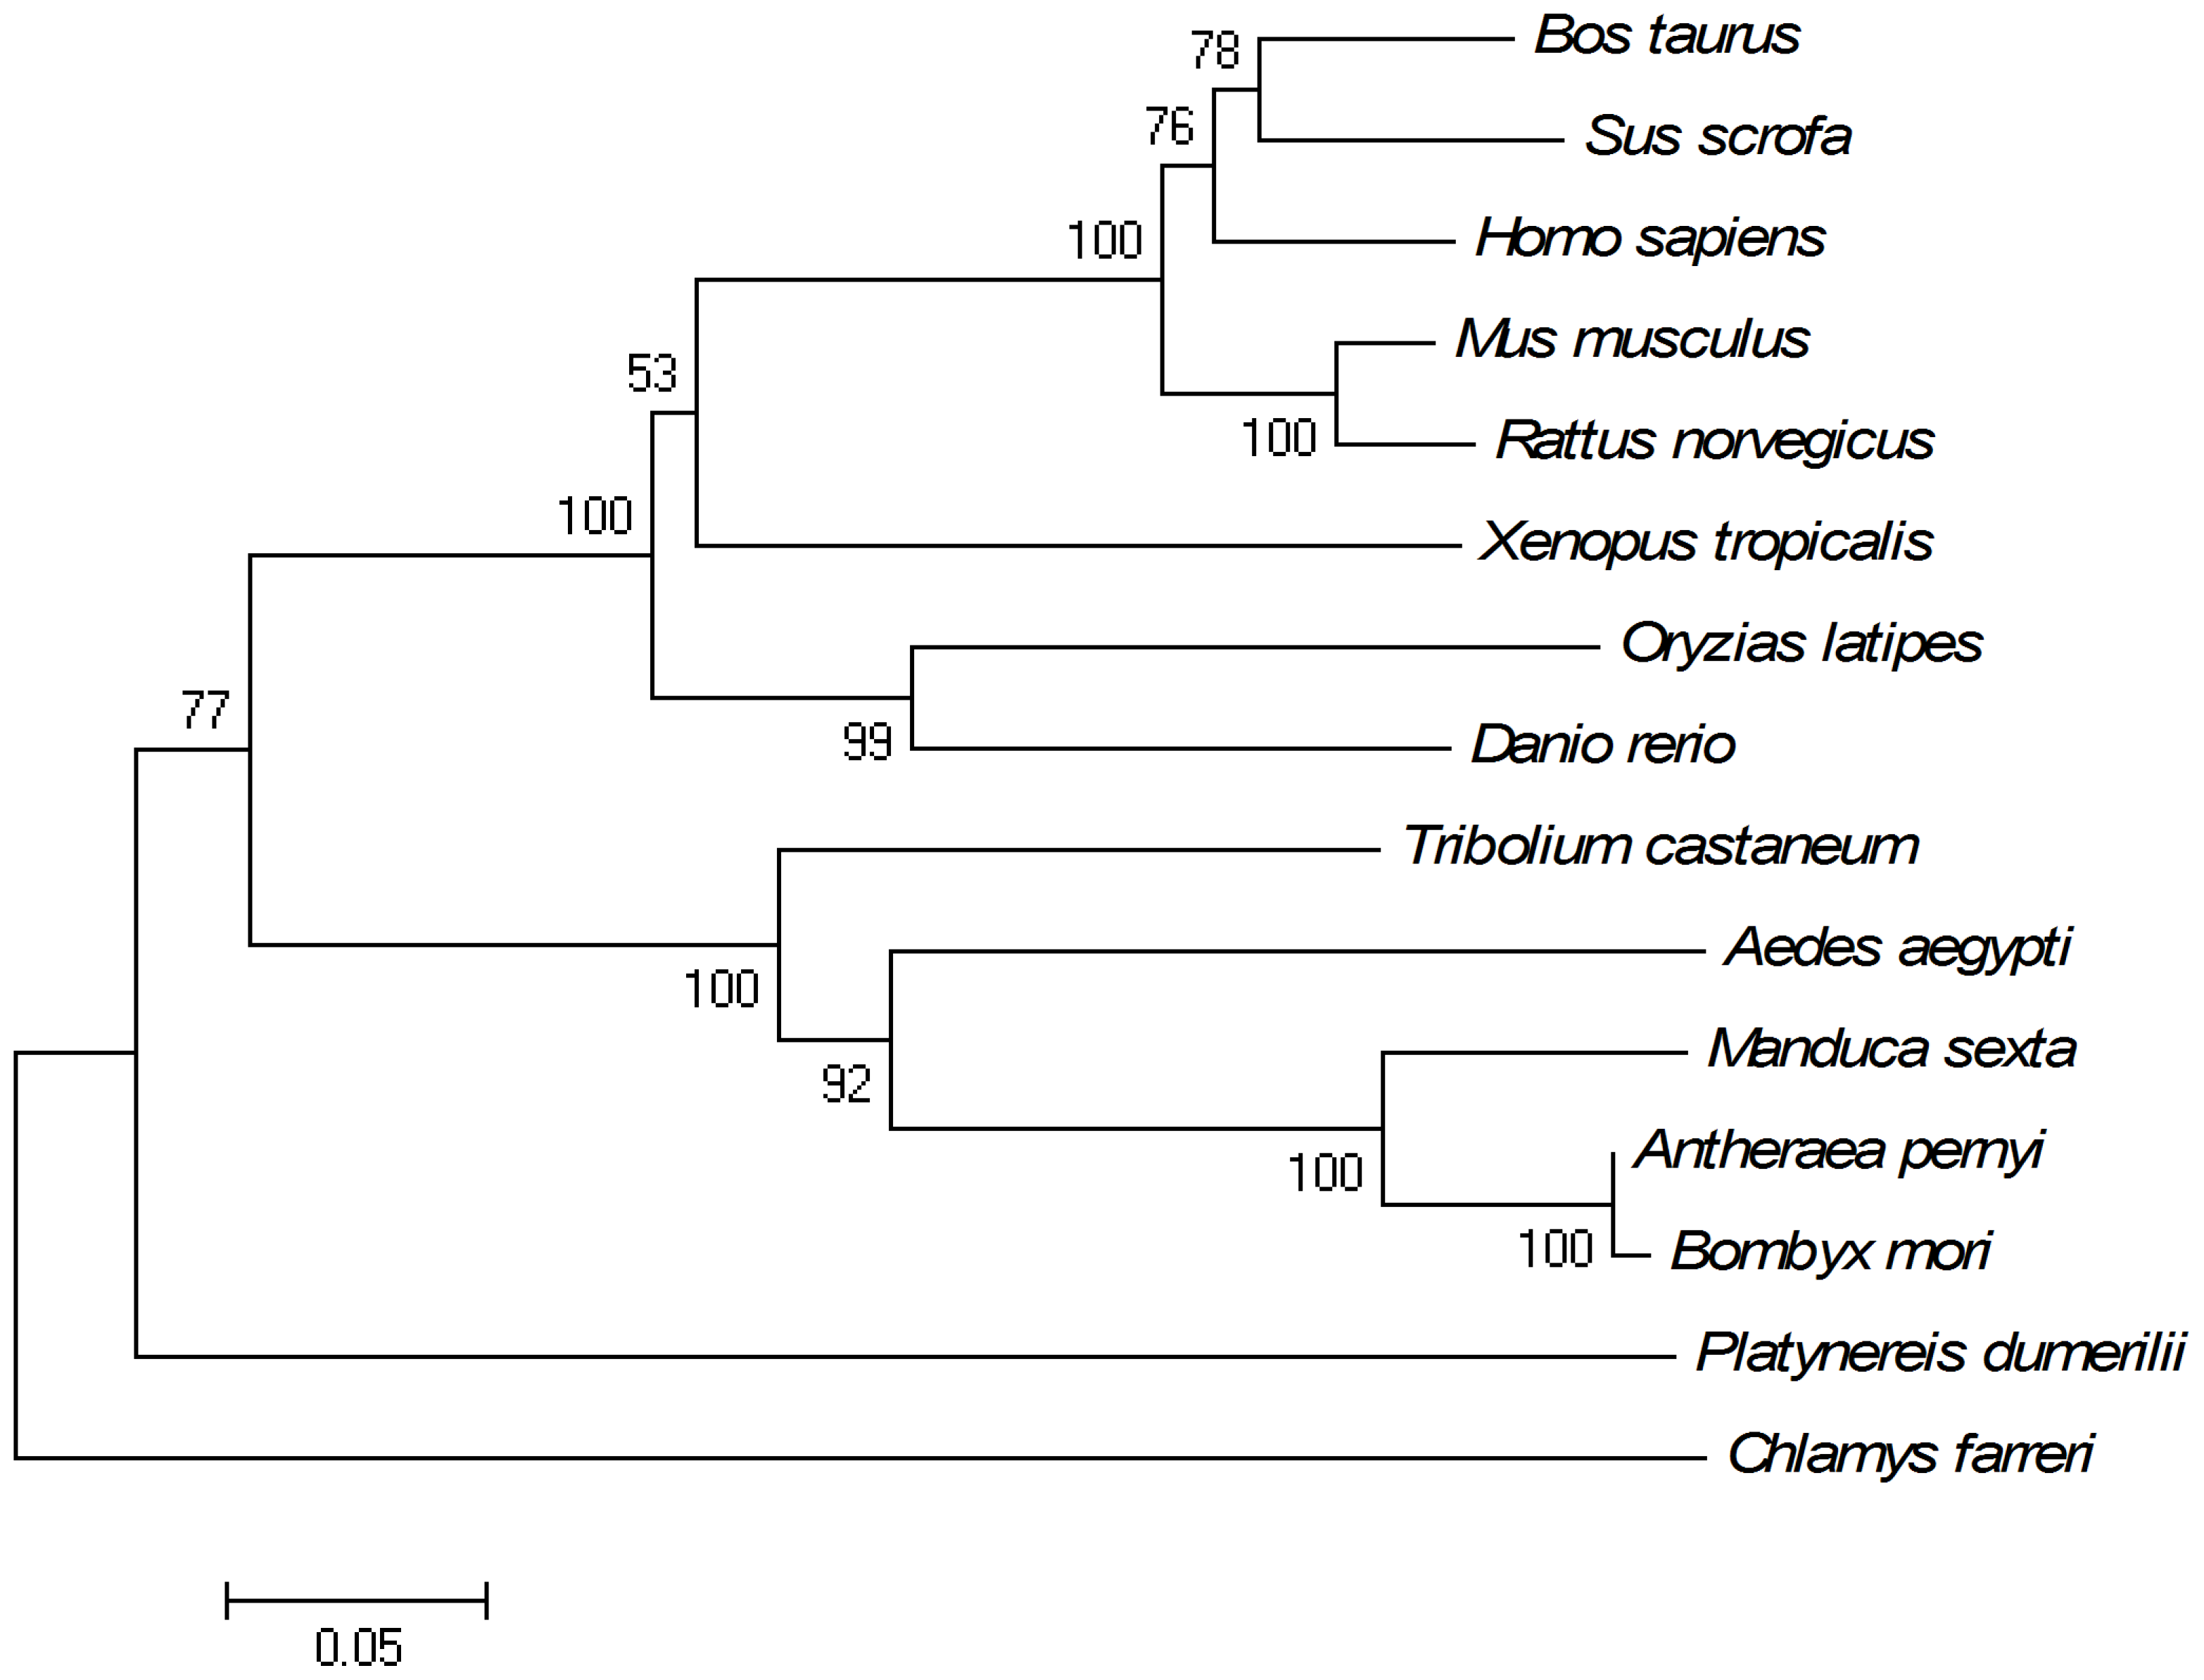 Bos taurus
78
Sus scrofa
76
Homo sapiens
100
Mus musculus
53
Rattus norvegicus
100
100
Xenopus tropicalis
Oryzias latipes
77
Danio rerio
99
Tribolium castaneum
Aedes aegypti
100
Manduca sexta
92
Antheraea pernyi
100
Bombyx mori
100
Platynereis dumerilii
Chlamys farreri
0.05